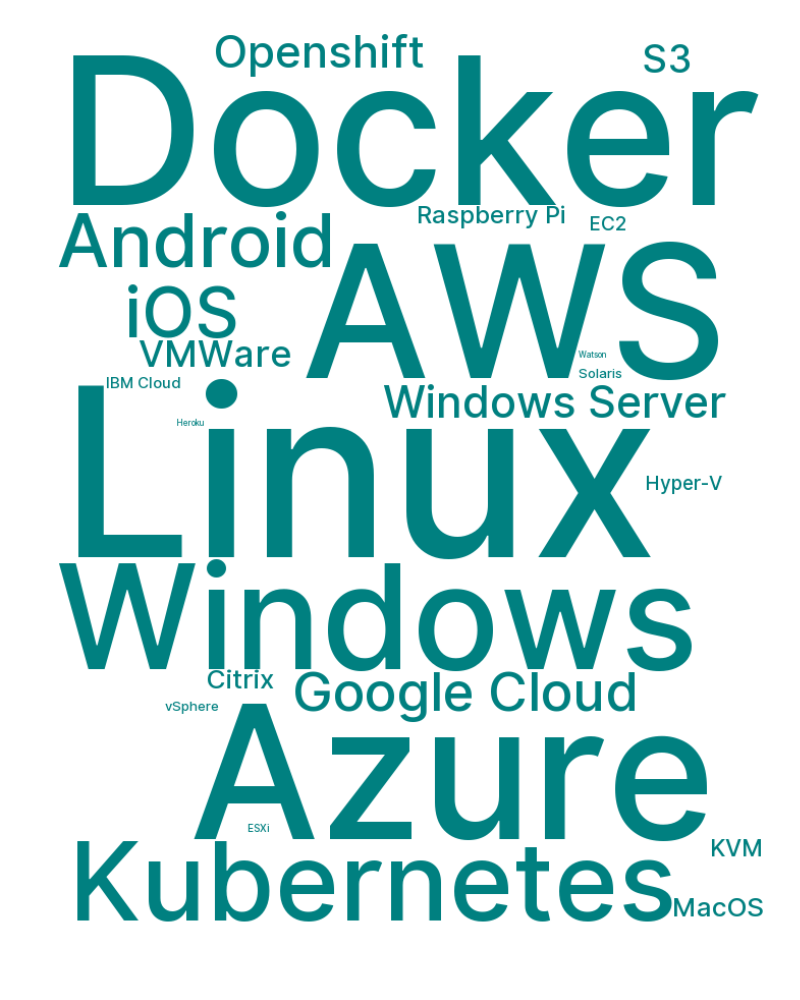 Openshift
S3
Docker
Raspberry Pi
EC2
Android
AWS
iOS
VMWare
Watson
Solaris
IBM Cloud
Windows Server
Linux
Heroku
Hyper-V
Windows
Citrix
Google Cloud
vSphere
Azure
ESXi
KVM
Kubernetes
MacOS